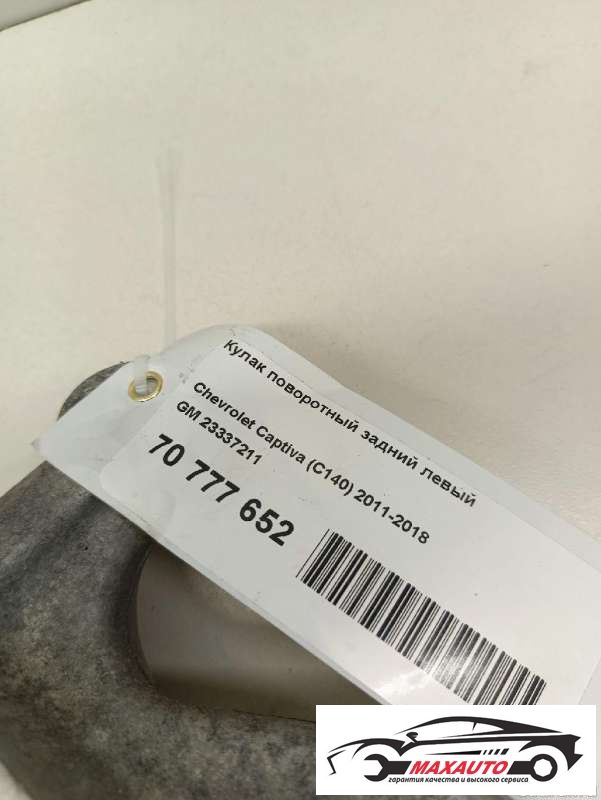 Кулак поворотный задний левый
Chevrolet Captiva (C140) 2011-2018
GM 23337211
70 777 652
MAXAUTO
гарантия качества и высокого сервиса